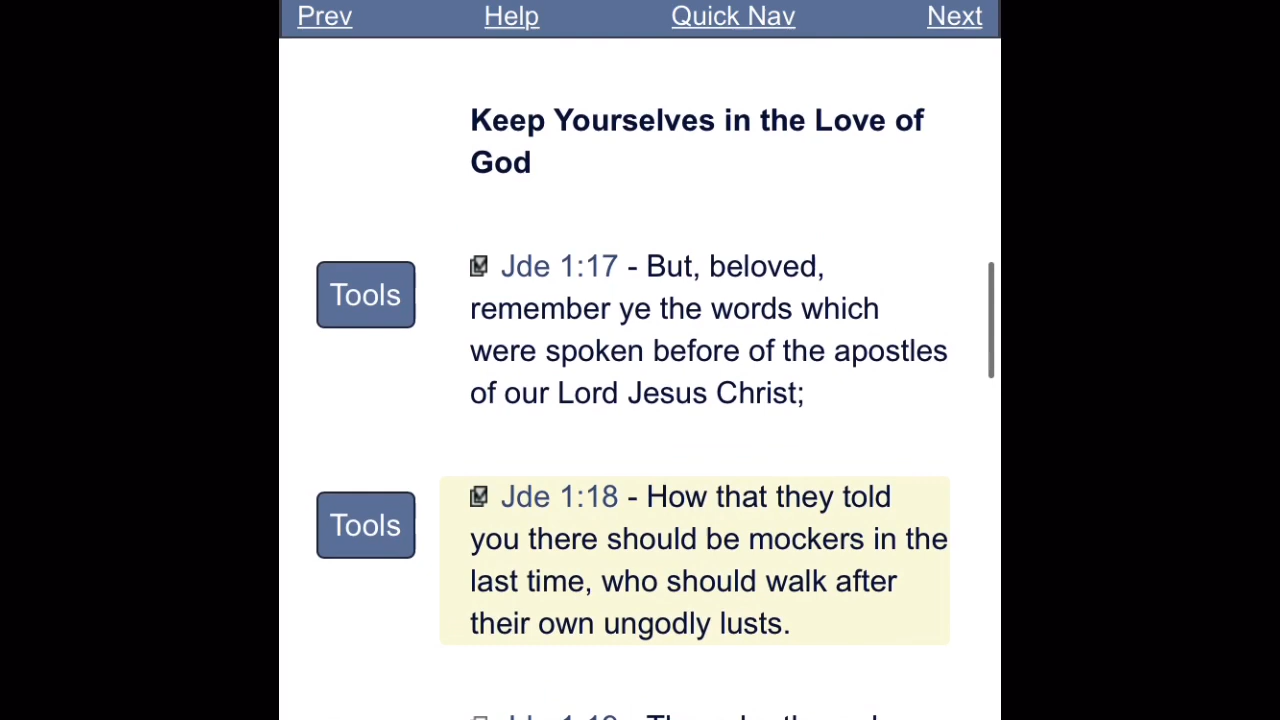 Prev Help Quick Nav Next
Keep Yourselves in the Love of
God
Tools
Jde 1:17 - But, beloved,
remember ye the words which
were spoken before of the apostles
of our Lord Jesus Christ;
Tools
Jde 1:18 - How that they told
you there should be mockers in the
last time, who should walk after
their own ungodly lusts.